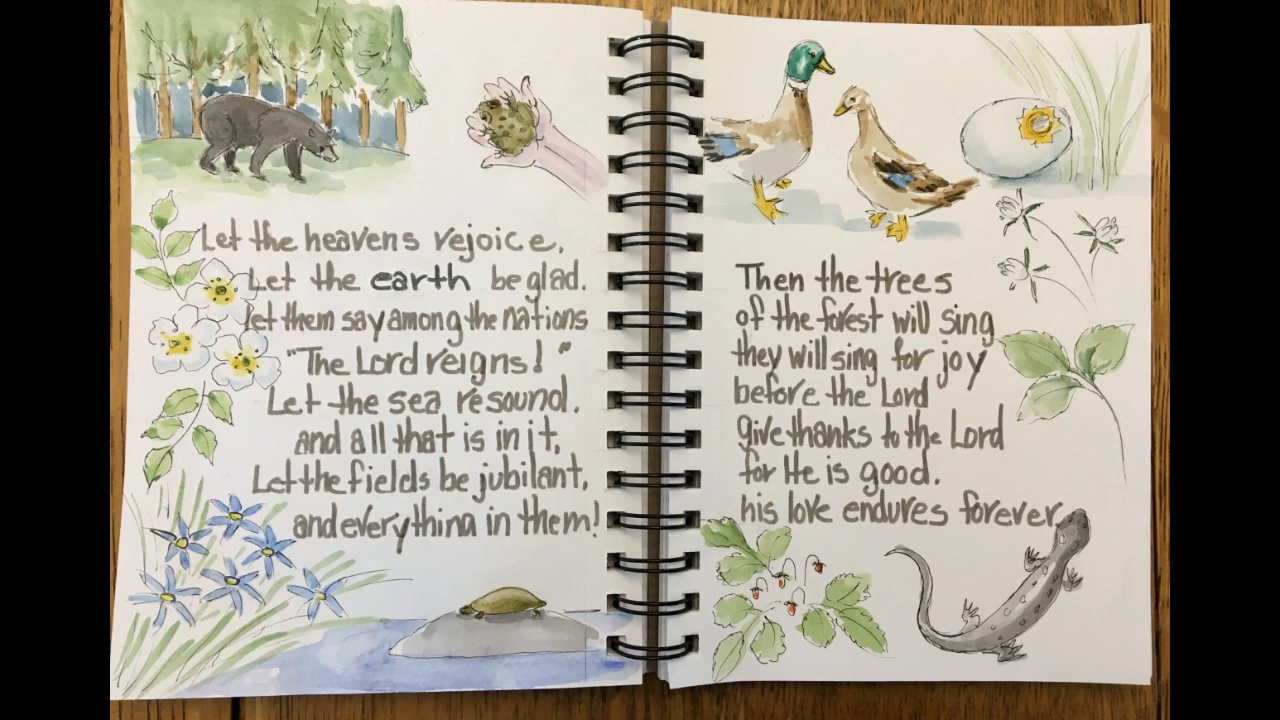 Let the heavens rejoice,
Let the earth be glad.
let them say among the nations
"The Lord reigns!"
Let the sea resound.
and all that is in it,
Let the fields be jubilant,
and everything in them!
Then the trees
of the forest will sing
they will sing for joy
before the Lord
give thanks to the Lord
for He is good.
his love endures forever